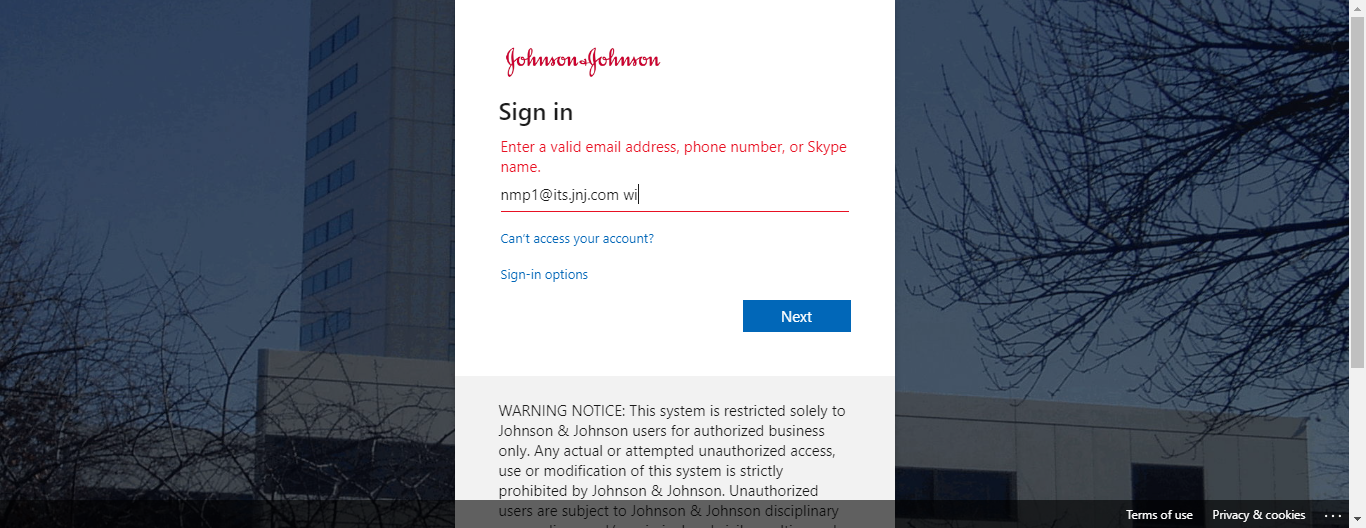 Johnson & Johnson
Sign in
Enter a valid email address, phone number, or Skype
name.
nmp1@its.jnj.com wi
Can't access your account?
Sign-in options
Next
WARNING NOTICE: This system is restricted solely to
Johnson & Johnson users for authorized business
only. Any actual or attempted unauthorized access,
use or modification of this system is strictly
prohibited by Johnson & Johnson. Unauthorized
users are subject to Johnson & Johnson disciplinary
Terms of use
Privacy & cookies
...